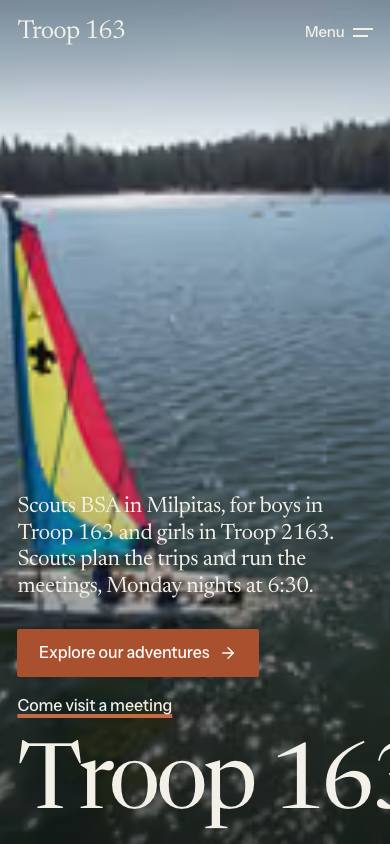 Troop 163
Menu
Scouts BSA in Milpitas, for boys in
Troop 163 and girls in Troop 2163.
Scouts plan the trips and run the
meetings, Monday nights at 6:30.
Explore our adventures →
Come visit a meeting
Troop 163